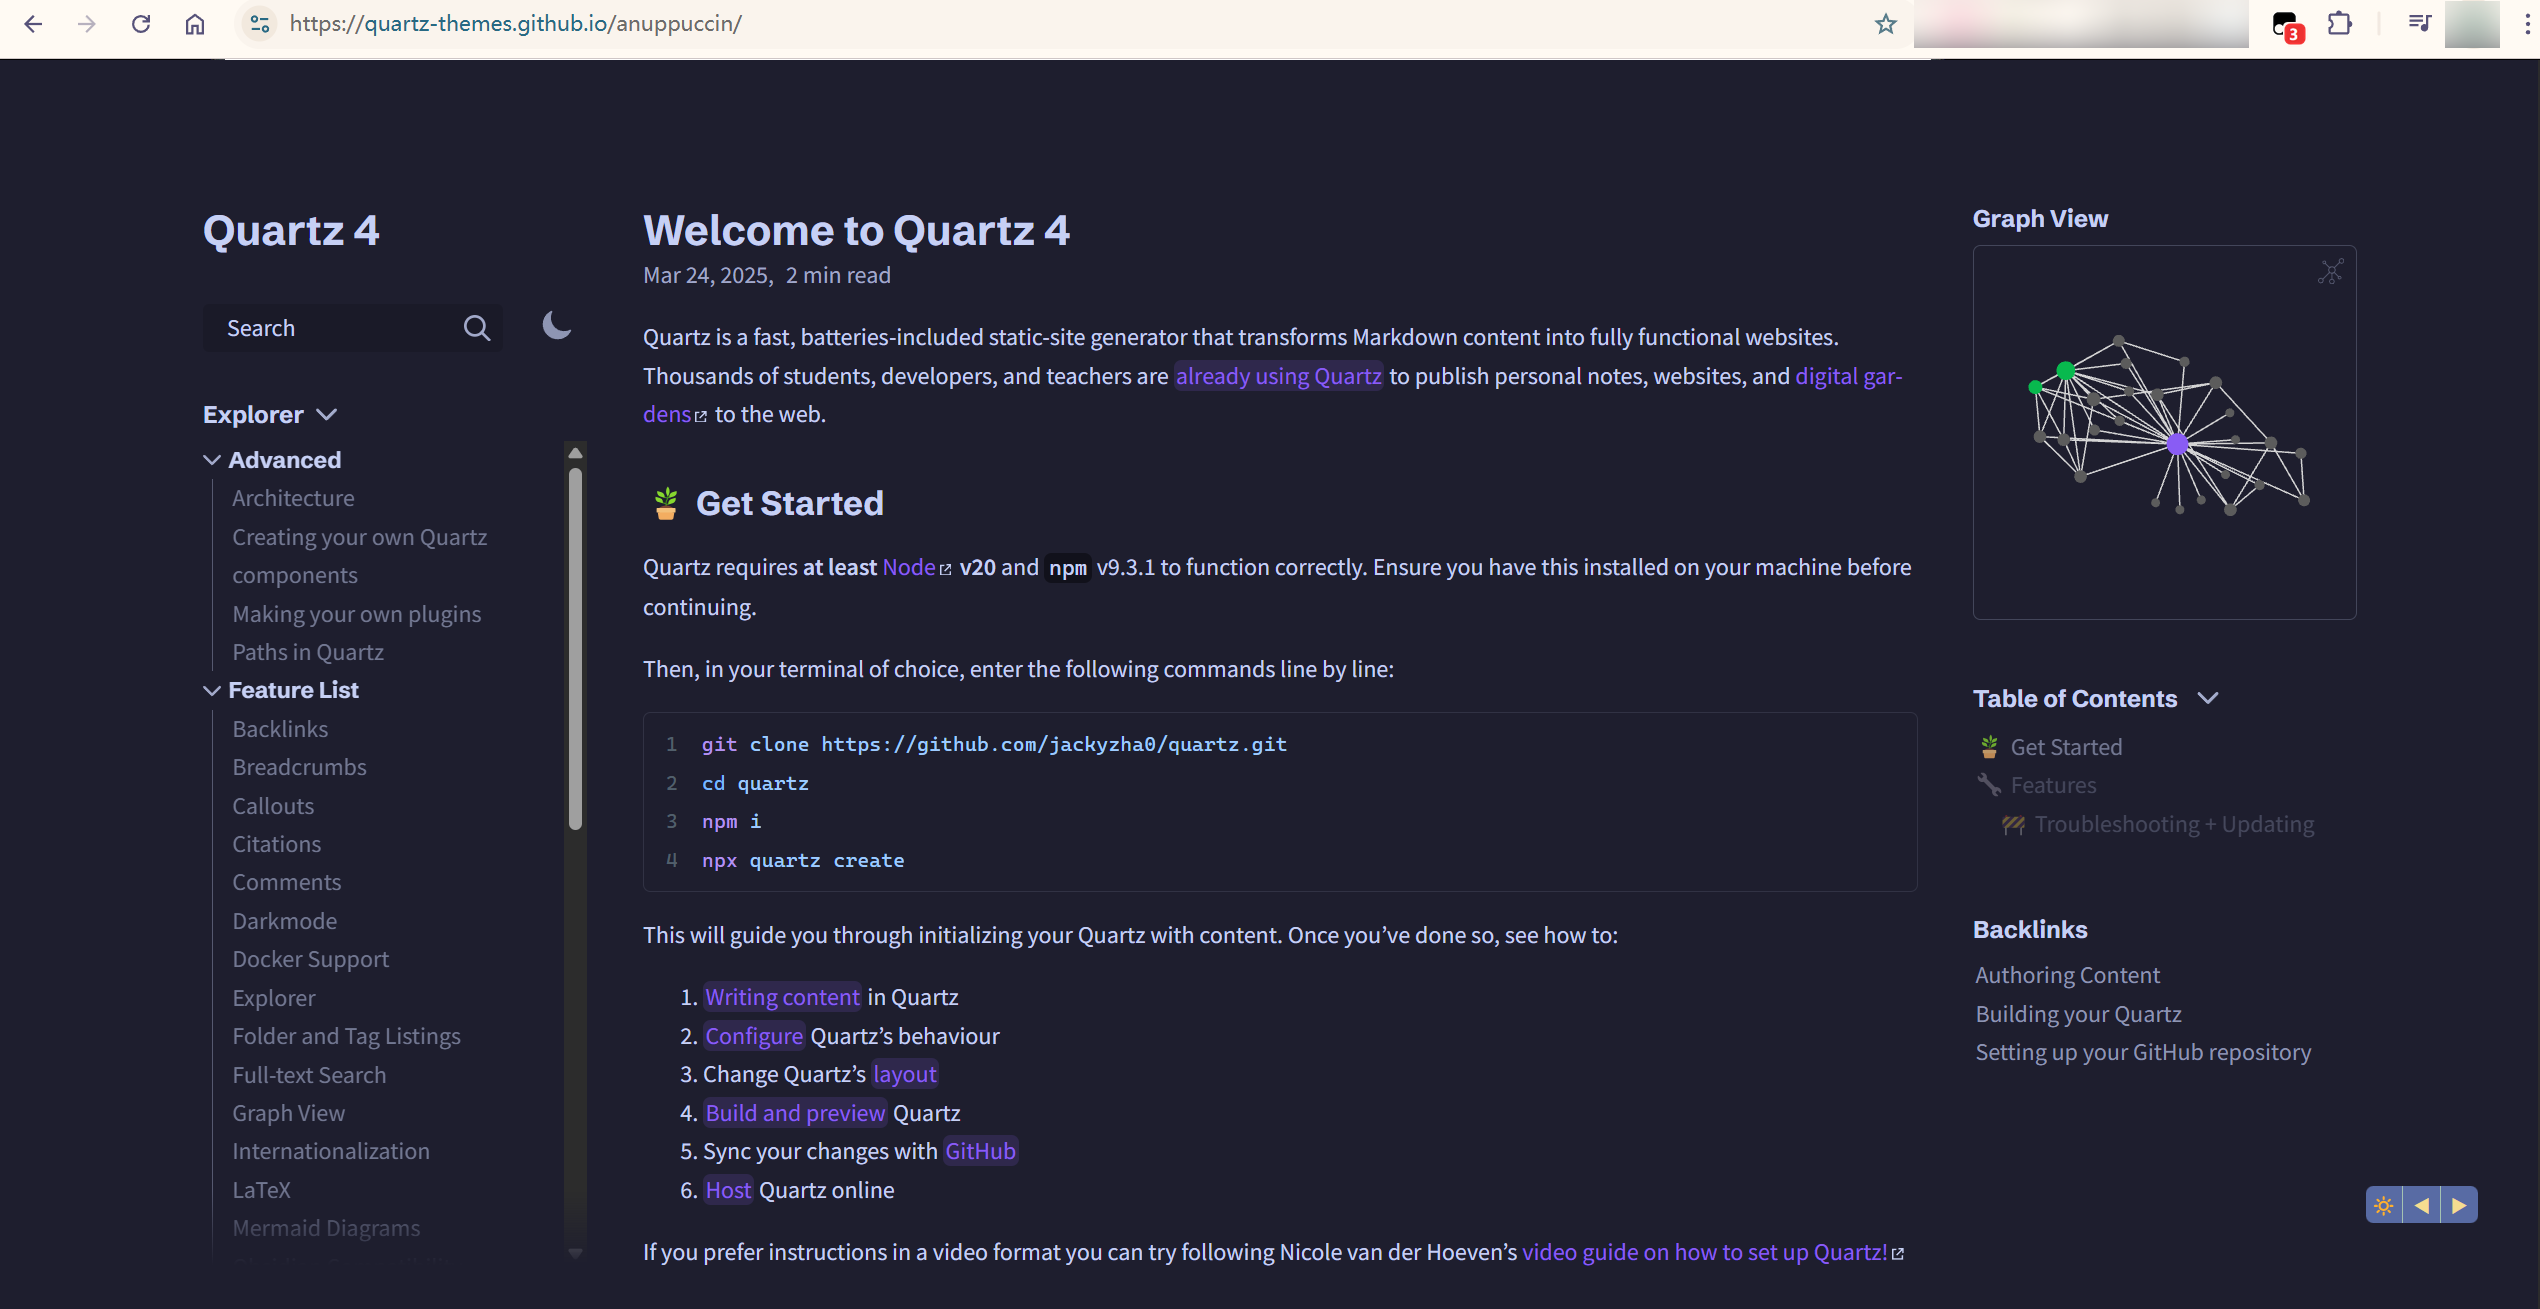 https://quartz-themes.github.io/anuppuccin/
3
Quartz 4
Search
Explorer
Advanced
Architecture
Creating your own Quartz
components
Making your own plugins
Paths in Quartz
Feature List
Backlinks
Breadcrumbs
Callouts
Citations
Comments
Darkmode
Docker Support
Explorer
Folder and Tag Listings
Full-text Search
Graph View
Internationalization
LaTeX
Mermaid Diagrams
Welcome to Quartz 4
Mar 24, 2025, 2 min read
Quartz is a fast, batteries-included static-site generator that transforms Markdown content into fully functional websites.
Thousands of students, developers, and teachers are already using Quartz to publish personal notes, websites, and digital gar-
dens to the web.
🪴 Get Started
Quartz requires at least Node v20 and npm v9.3.1 to function correctly. Ensure you have this installed on your machine before
continuing.
Then, in your terminal of choice, enter the following commands line by line:
1 git clone https://github.com/jackyzha0/quartz.git
2 cd quartz
3 npm i
4 npx quartz create
This will guide you through initializing your Quartz with content. Once you’ve done so, see how to:
1. Writing content in Quartz
2. Configure Quartz’s behaviour
3. Change Quartz’s layout
4. Build and preview Quartz
5. Sync your changes with GitHub
6. Host Quartz online
If you prefer instructions in a video format you can try following Nicole van der Hoeven’s video guide on how to set up Quartz!
Graph View
Table of Contents
🪴 Get Started
🔧 Features
🚧 Troubleshooting + Updating
Backlinks
Authoring Content
Building your Quartz
Setting up your GitHub repository